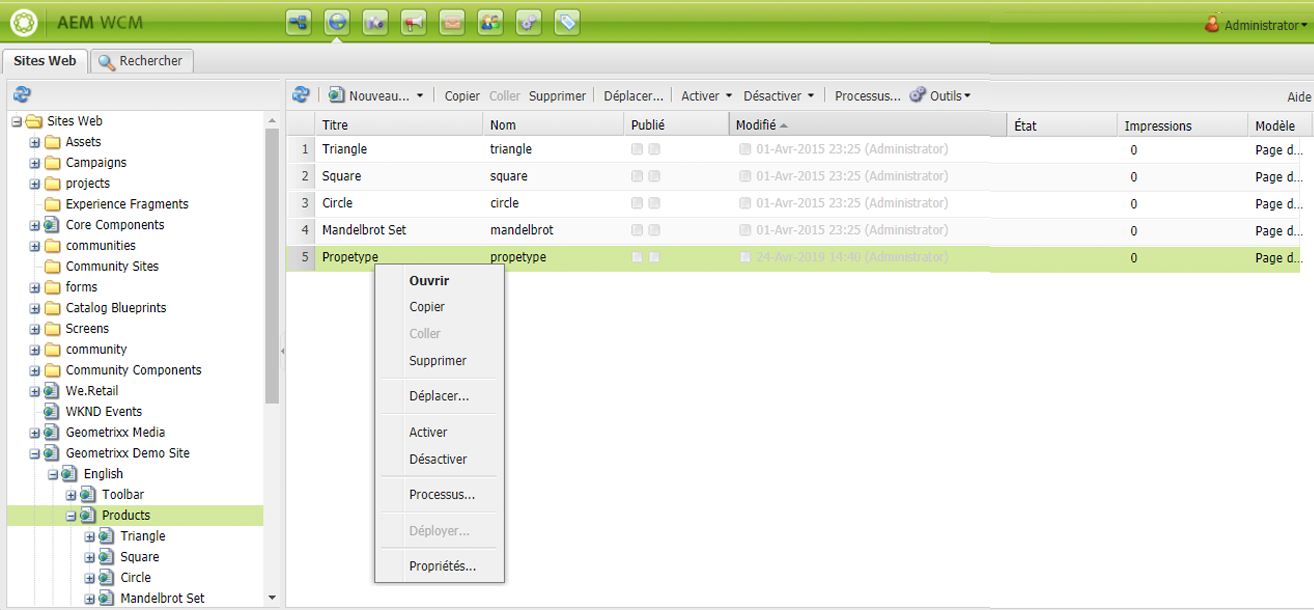 AEM WCM
Administrator
Sites Web
Rechercher
Nouveau...
Copier
Coller
Supprimer
Déplacer...
Activer
Désactiver
Processus...
Outils
Aide
Sites Web
Assets
Campaigns
projects
Experience Fragments
Core Components
communities
Community Sites
forms
Catalog Blueprints
Screens
community
Community Components
We.Retail
WKND Events
Geometrixx Media
Geometrixx Demo Site
English
Toolbar
Products
Triangle
Square
Circle
Mandelbrot Set
Titre Nom Publié Modifié État Impressions Modèle
1 Triangle triangle 01-Avr-2015 23:25 (Administrator) 0 Page d...
2 Square square 01-Avr-2015 23:25 (Administrator) 0 Page d...
3 Circle circle 01-Avr-2015 23:25 (Administrator) 0 Page d...
4 Mandelbrot Set mandelbrot 01-Avr-2015 23:25 (Administrator) 0 Page d...
5 Propetype propetype 24-Avr-2019 14:40 (Administrator) 0 Page d...
Ouvrir
Copier
Coller
Supprimer
Déplacer...
Activer
Désactiver
Processus...
Déployer...
Propriétés...